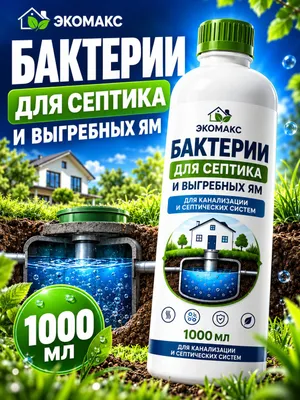 ЭКОМАКС
БАКТЕРИИ
ДЛЯ СЕПТИКА
И ВЫГРЕБНЫХ ЯМ
ЭКОМАКС
БАКТЕРИИ
ДЛЯ СЕПТИКА
И ВЫГРЕБНЫХ ЯМ
ДЛЯ КАНАЛИЗАЦИИ
И СЕПТИЧЕСКИХ СИСТЕМ
1000 МЛ
ДЛЯ КАНАЛИЗАЦИИ
И СЕПТИЧЕСКИХ СИСТЕМ
1000
МЛ